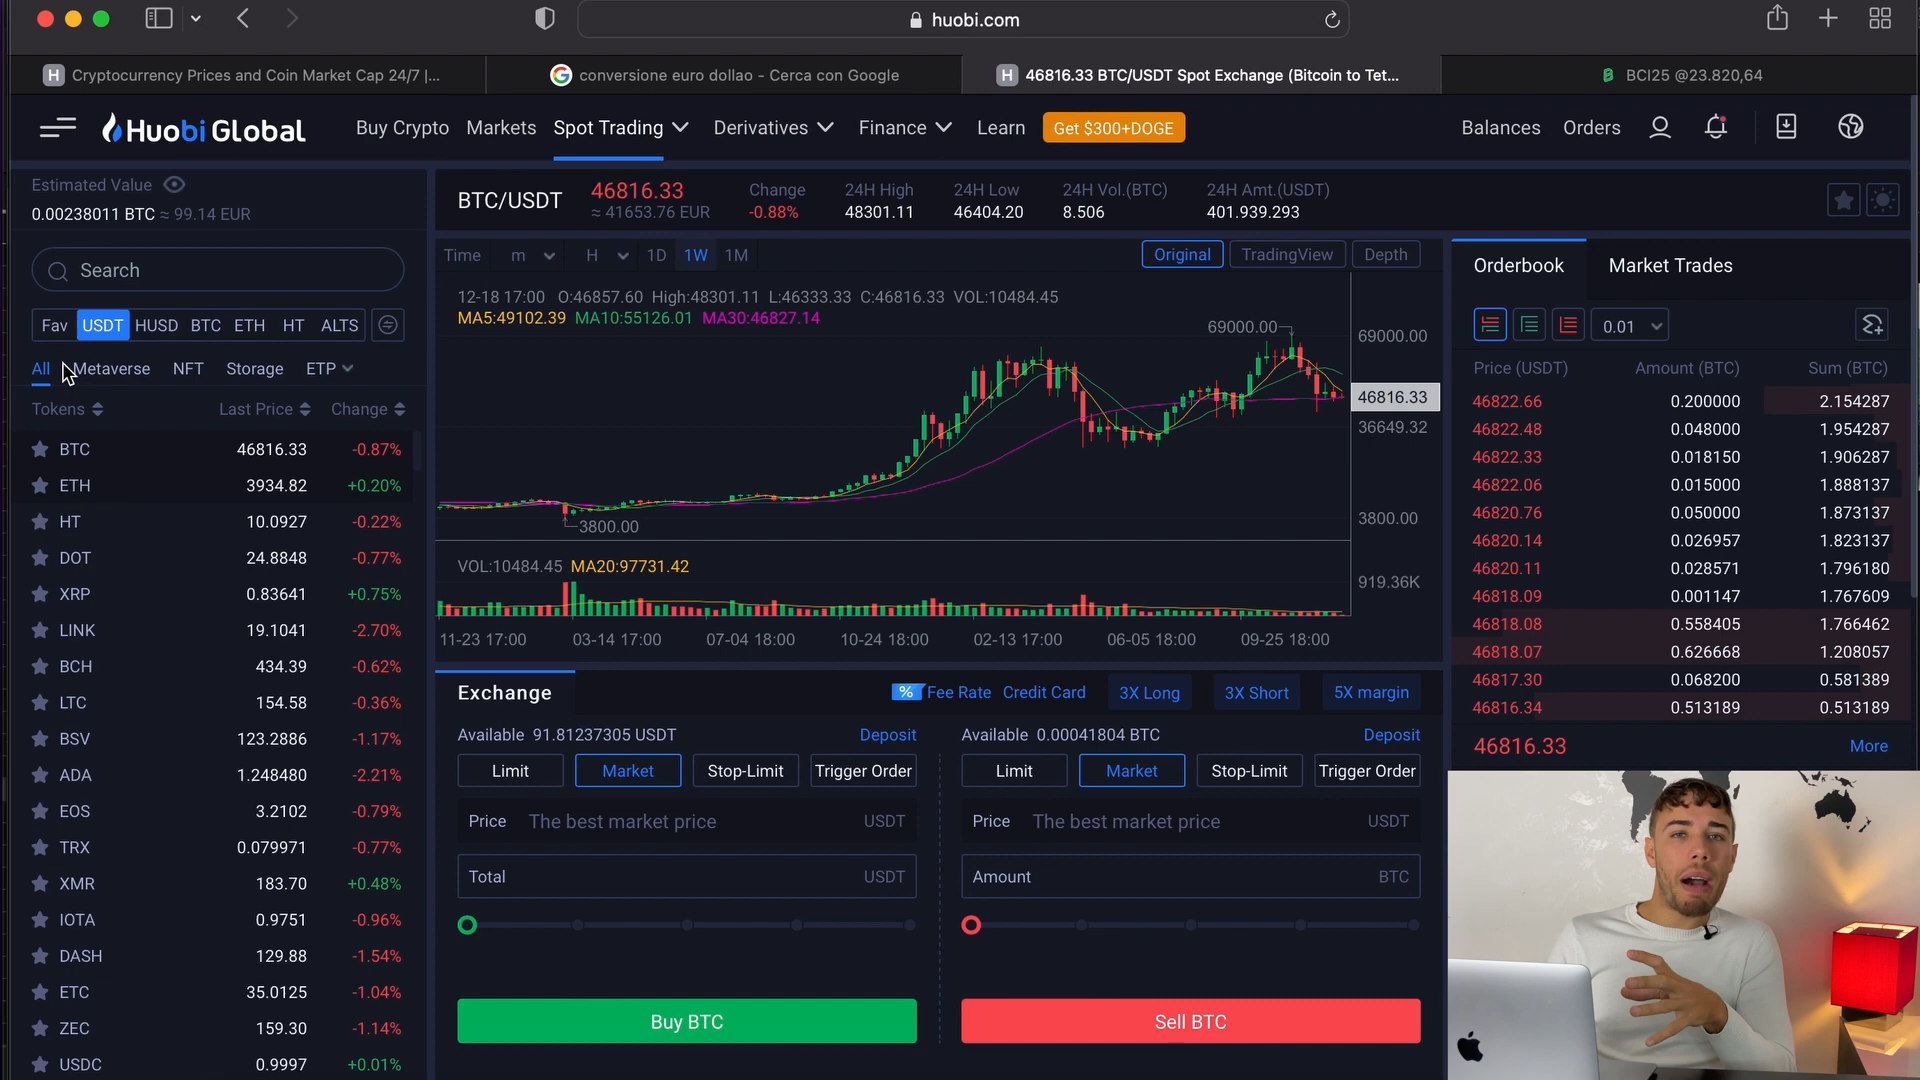 huobi.com
Cryptocurrency Prices and Coin Market Cap 24/7 |...
conversione euro dollao - Cerca con Google
46816.33 BTC/USDT Spot Exchange (Bitcoin to Tet...
BCI25 @23.820,64
Huobi Global
Buy Crypto
Markets
Spot Trading
Derivatives
Finance
Learn
Get $300+DOGE
Balances
Orders
Estimated Value
0.00238011 BTC ≈ 99.14 EUR
Search
Fav USDT HUSD BTC ETH HT ALTS
All Metaverse NFT Storage ETP
Tokens Last Price Change
BTC 46816.33 -0.87%
ETH 3934.82 +0.20%
HT 10.0927 -0.22%
DOT 24.8848 -0.77%
XRP 0.83641 +0.75%
LINK 19.1041 -2.70%
BCH 434.39 -0.62%
LTC 154.58 -0.36%
BSV 123.2886 -1.17%
ADA 1.248480 -2.21%
EOS 3.2102 -0.79%
TRX 0.079971 -0.77%
XMR 183.70 +0.48%
IOTA 0.9751 -0.96%
DASH 129.88 -1.54%
ETC 35.0125 -1.04%
ZEC 159.30 -1.14%
USDC 0.9997 +0.01%
BTC/USDT
46816.33
≈ 41653.76 EUR
Change
-0.88%
24H High
48301.11
24H Low
46404.20
24H Vol.(BTC)
8.506
24H Amt.(USDT)
401.939.293
Time m H 1D 1W 1M
Original TradingView Depth
12-18 17:00 O:46857.60 High:48301.11 L:46333.33 C:46816.33 VOL:10484.45
MA5:49102.39 MA10:55126.01 MA30:46827.14
69000.00
69000.00
46816.33
36649.32
3800.00
3800.00
VOL:10484.45 MA20:97731.42
919.36K
11-23 17:00 03-14 17:00 07-04 18:00 10-24 18:00 02-13 17:00 06-05 18:00 09-25 18:00
Exchange
% Fee Rate
Credit Card
3X Long
3X Short
5X margin
Available 91.81237305 USDT
Deposit
Limit Market Stop-Limit Trigger Order
Price The best market price USDT
Total USDT
Buy BTC
Available 0.00041804 BTC
Deposit
Limit Market Stop-Limit Trigger Order
Price The best market price USDT
Amount BTC
Sell BTC
Orderbook
Market Trades
0.01
Price (USDT) Amount (BTC) Sum (BTC)
46822.66 0.200000 2.154287
46822.48 0.048000 1.954287
46822.33 0.018150 1.906287
46822.06 0.015000 1.888137
46820.76 0.050000 1.873137
46820.14 0.026957 1.823137
46820.11 0.028571 1.796180
46818.09 0.001147 1.767609
46818.08 0.558405 1.766462
46818.07 0.626668 1.208057
46817.30 0.068200 0.581389
46816.34 0.513189 0.513189
46816.33 More